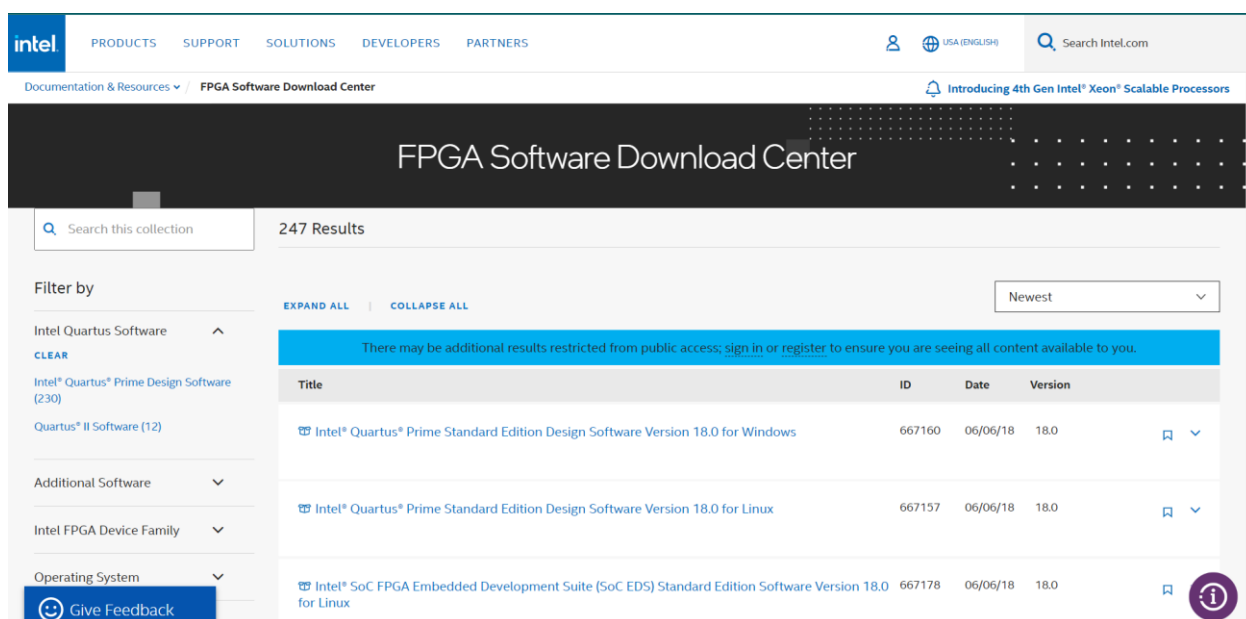 intel.
PRODUCTS SUPPORT SOLUTIONS DEVELOPERS PARTNERS
USA (ENGLISH)
Search Intel.com
Documentation & Resources / FPGA Software Download Center
Introducing 4th Gen Intel® Xeon® Scalable Processors
FPGA Software Download Center
Search this collection
247 Results
Filter by
EXPAND ALL | COLLAPSE ALL
Newest
Intel Quartus Software
CLEAR
Intel® Quartus® Prime Design Software
(230)
Quartus® II Software (12)
Additional Software
Intel FPGA Device Family
Operating System
Give Feedback
There may be additional results restricted from public access; sign in or register to ensure you are seeing all content available to you.
Title ID Date Version
Intel® Quartus® Prime Standard Edition Design Software Version 18.0 for Windows 667160 06/06/18 18.0
Intel® Quartus® Prime Standard Edition Design Software Version 18.0 for Linux 667157 06/06/18 18.0
Intel® SoC FPGA Embedded Development Suite (SoC EDS) Standard Edition Software Version 18.0 667178 06/06/18 18.0
for Linux